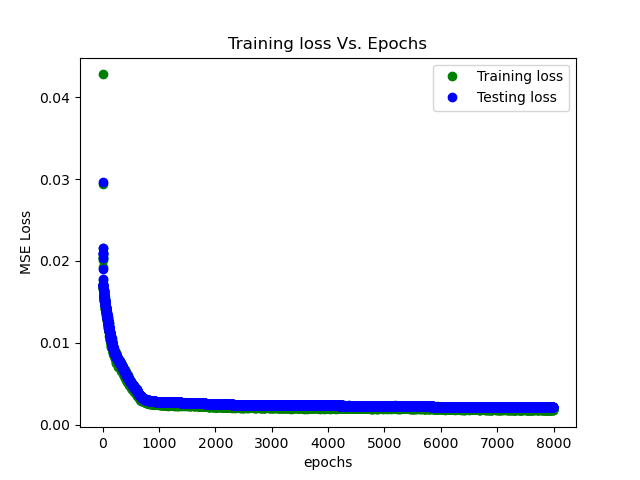 Training loss Vs. Epochs
Training loss
Testing loss
MSE Loss
0.04
0.03
0.02
0.01
0.00
0 1000 2000 3000 4000 5000 6000 7000 8000
epochs